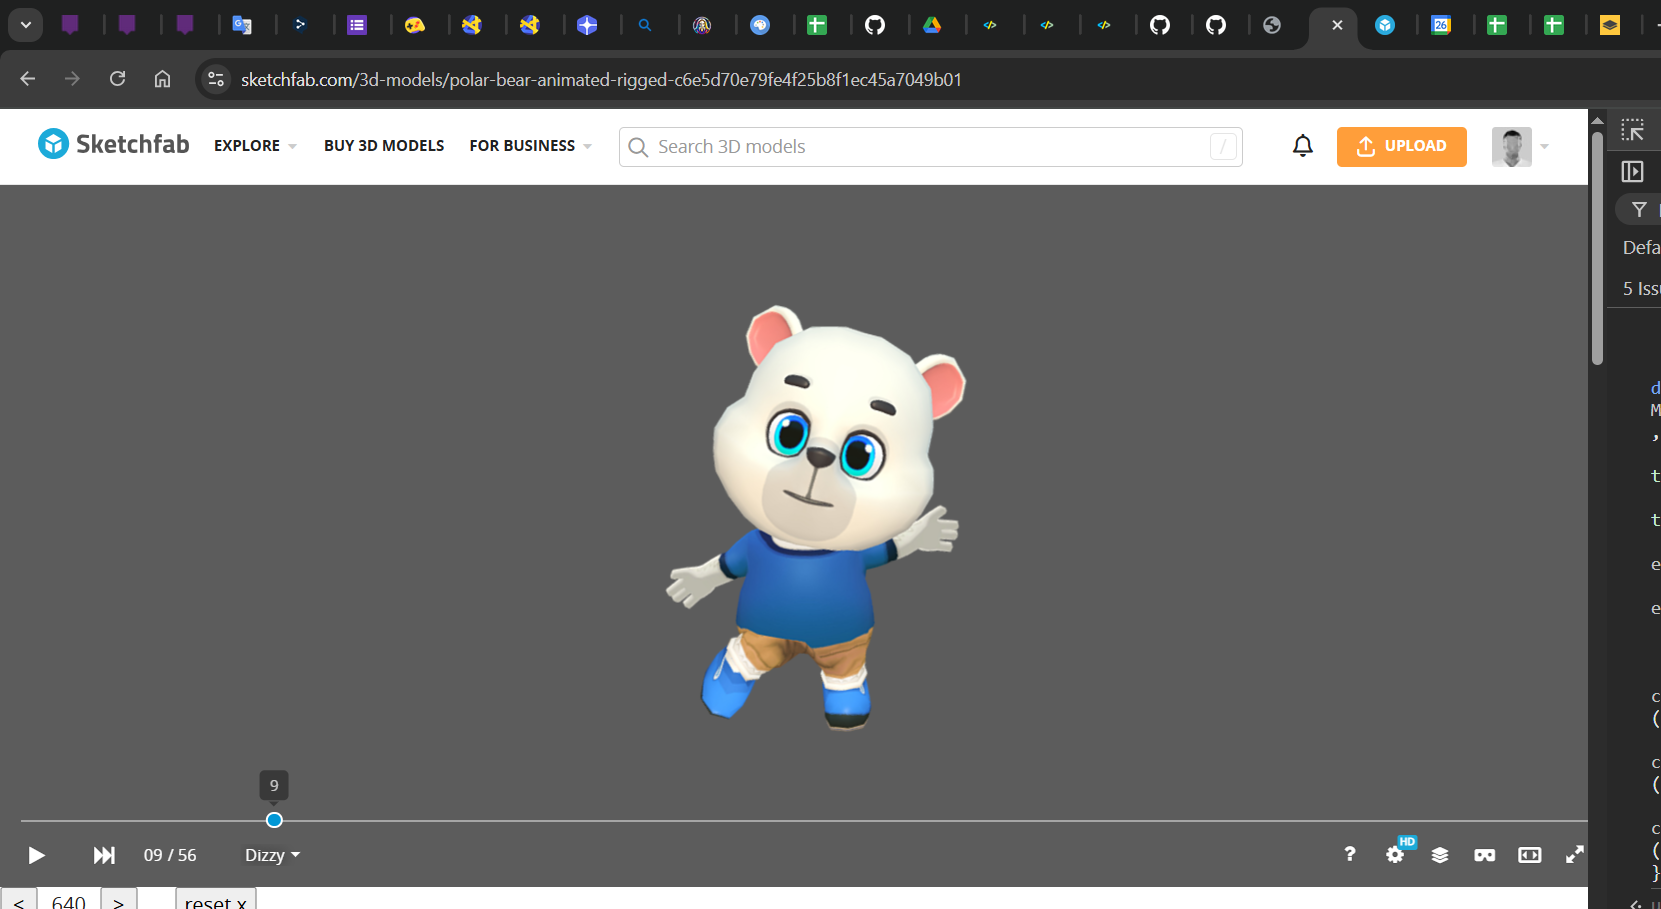 26
sketchfab.com/3d-models/polar-bear-animated-rigged-c6e5d70e79fe4f25b8f1ec45a7049b01
Sketchfab EXPLORE BUY 3D MODELS FOR BUSINESS Search 3D models / UPLOAD
Defa
5 Iss
d
M
,
t
t
e
e
c
(
c
(
c
(
}
9
09 / 56 Dizzy ? HD
< 640 > reset x